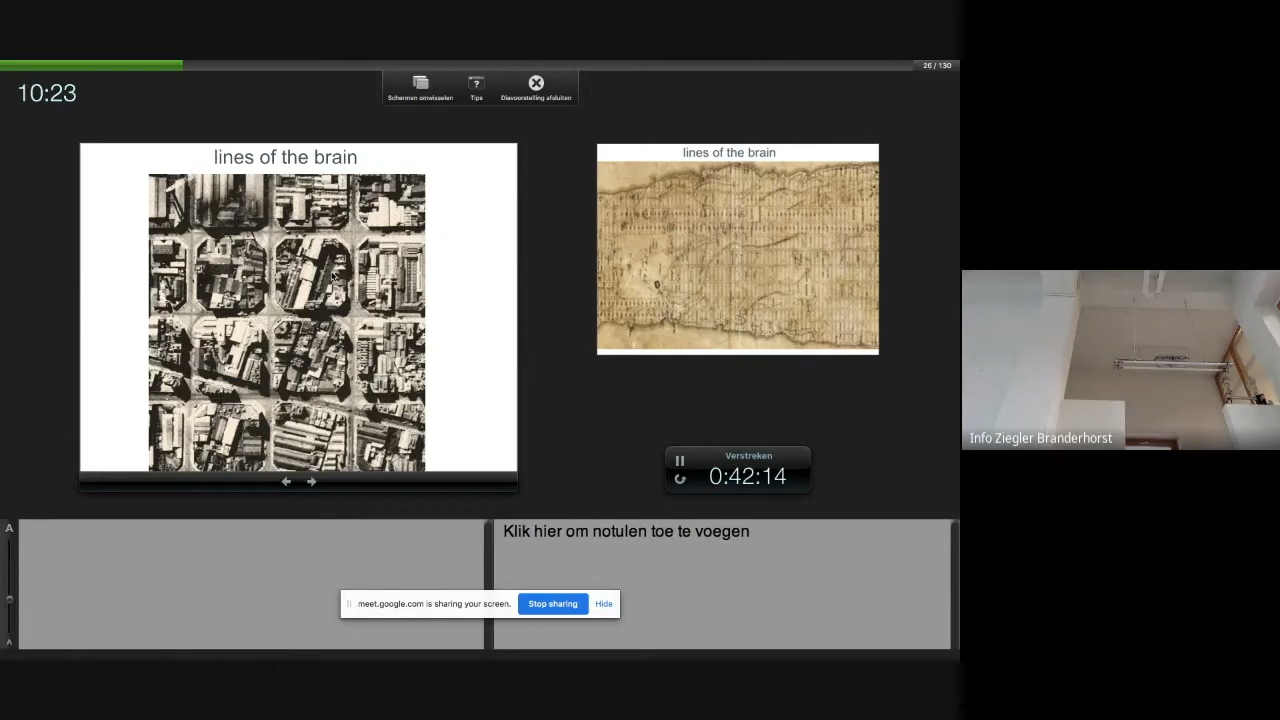 26 / 130
10:23
Schermen omwisselen
Tips
Diavoorstelling afsluiten
lines of the brain
lines of the brain
Verstreken
0:42:14
Info Ziegler Branderhorst
A
Klik hier om notulen toe te voegen
meet.google.com is sharing your screen.
Stop sharing
Hide
A